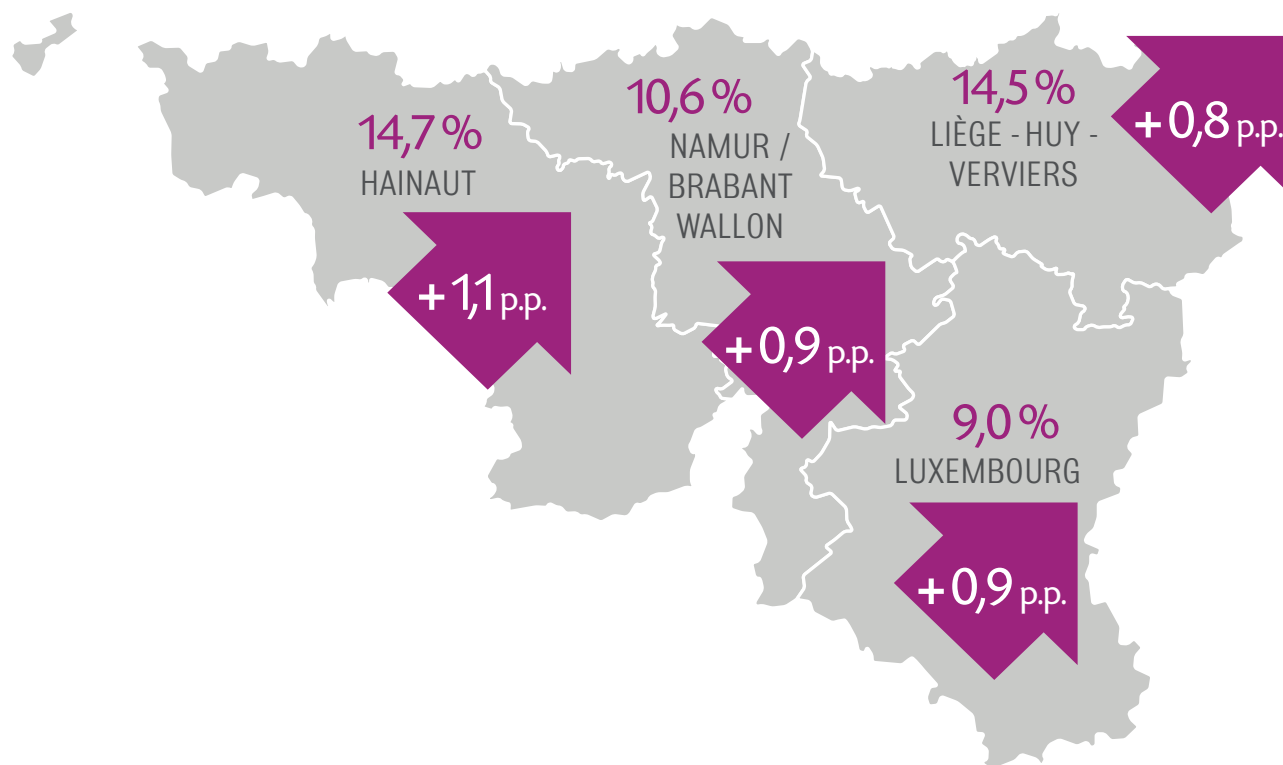 14,7 %
HAINAUT
+ 1,1 p.p.
10,6 %
NAMUR /
BRABANT
WALLON
+ 0,9 p.p.
14,5 %
LIÈGE - HUY -
VERVIERS
+ 0,8 p.p.
9,0 %
LUXEMBOURG
+ 0,9 p.p.